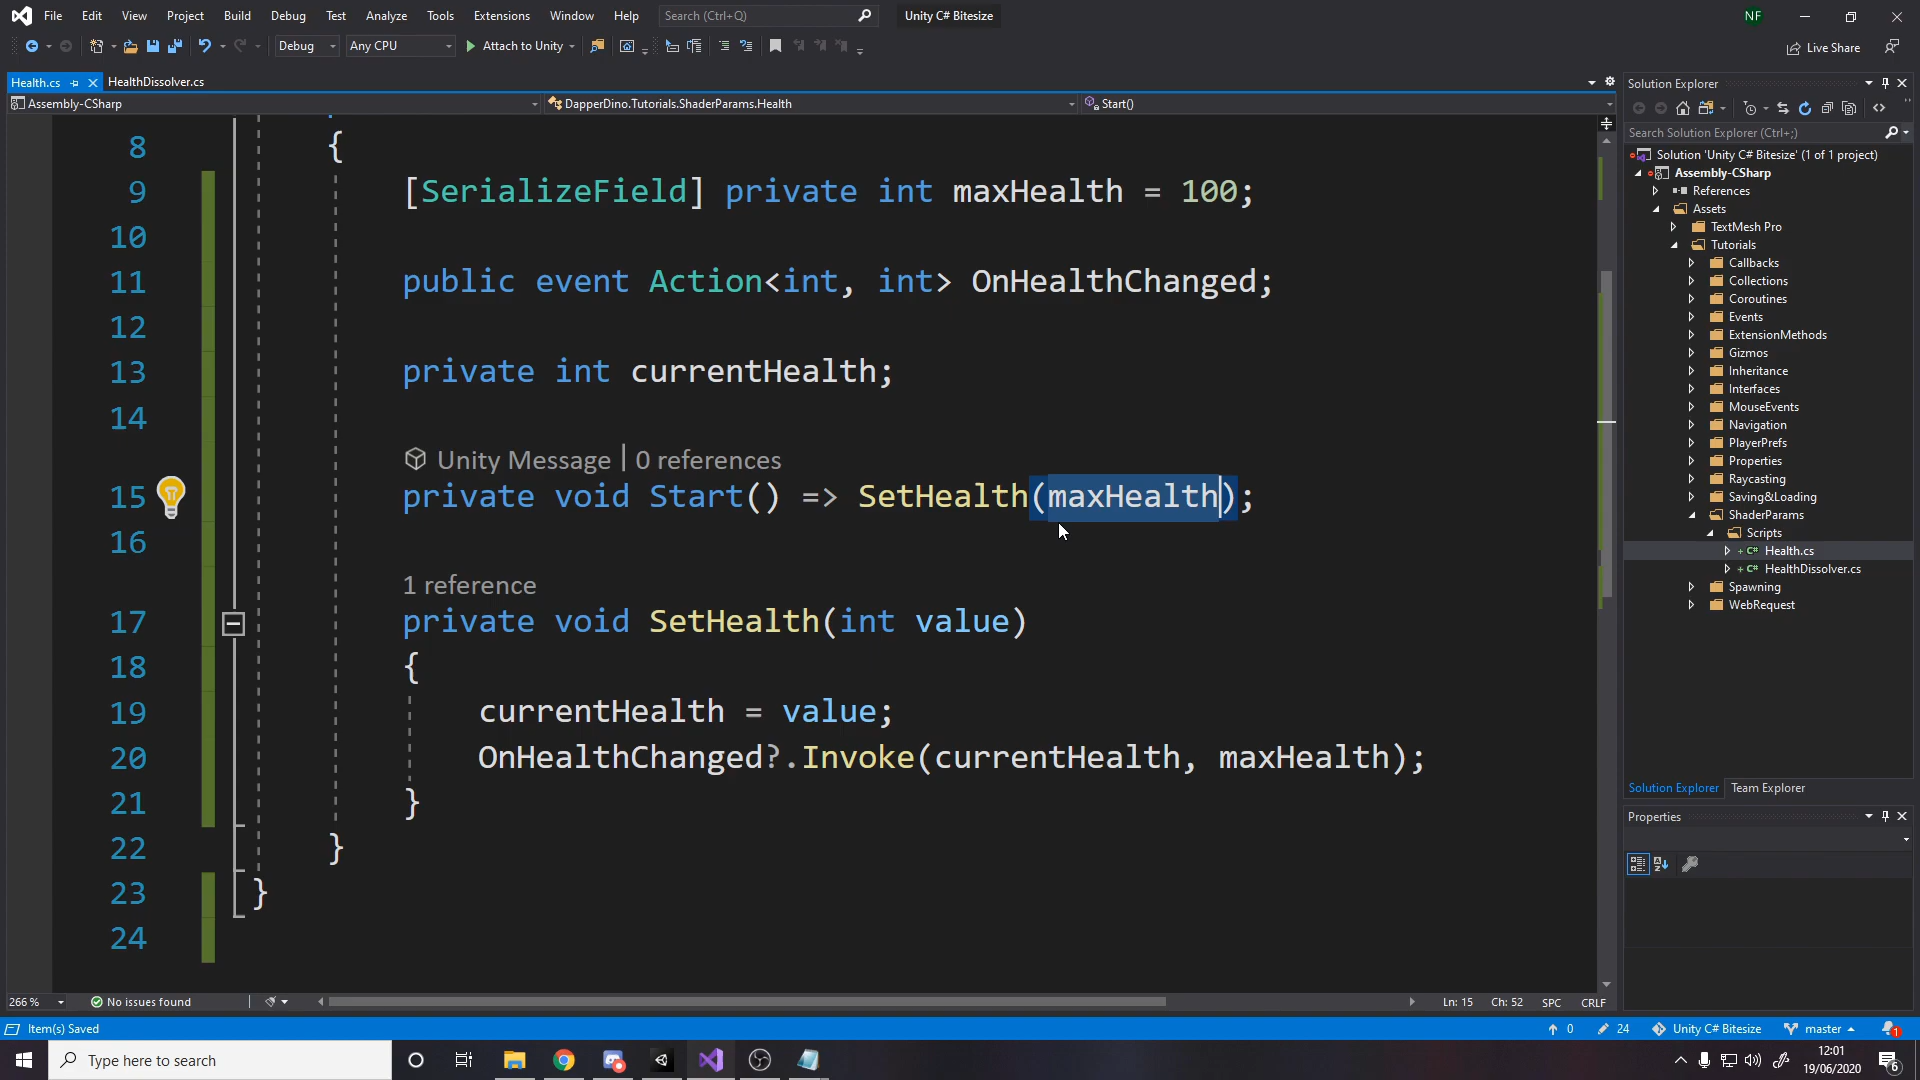 File Edit View Project Build Debug Test Analyze Tools Extensions Window Help Search (Ctrl+Q) Unity C# Bitesize NF
Debug Any CPU Attach to Unity Live Share
Health.cs HealthDissolver.cs
Assembly-CSharp DapperDino.Tutorials.ShaderParams.Health Start()
8 {
9 [SerializeField] private int maxHealth = 100;
10
11 public event Action<int, int> OnHealthChanged;
12
13 private int currentHealth;
14
Unity Message | 0 references
15 private void Start() => SetHealth(maxHealth);
16
1 reference
17 private void SetHealth(int value)
18 {
19 currentHealth = value;
20 OnHealthChanged?.Invoke(currentHealth, maxHealth);
21 }
22 }
23 }
24
266 % No issues found Ln: 15 Ch: 52 SPC CRLF
Solution Explorer
Search Solution Explorer (Ctrl+;)
Solution 'Unity C# Bitesize' (1 of 1 project)
Assembly-CSharp
References
Assets
TextMesh Pro
Tutorials
Callbacks
Collections
Coroutines
Events
ExtensionMethods
Gizmos
Inheritance
Interfaces
MouseEvents
Navigation
PlayerPrefs
Properties
Raycasting
Saving&Loading
ShaderParams
Scripts
Health.cs
HealthDissolver.cs
Spawning
WebRequest
Solution Explorer Team Explorer
Properties
Item(s) Saved 0 24 Unity C# Bitesize master 1
Type here to search 12:01
19/06/2020 6